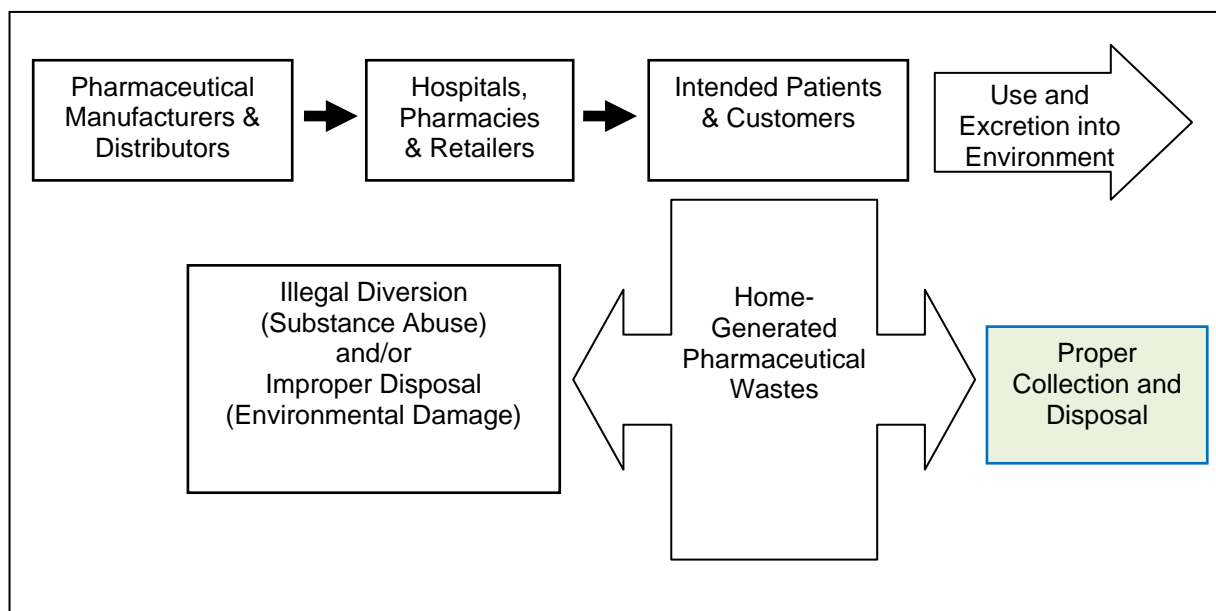 Pharmaceutical
Manufacturers &
Distributors
Hospitals,
Pharmacies
& Retailers
Intended Patients
& Customers
Use and
Excretion into
Environment
Illegal Diversion
(Substance Abuse)
and/or
Improper Disposal
(Environmental Damage)
Home-
Generated
Pharmaceutical
Wastes
Proper
Collection and
Disposal